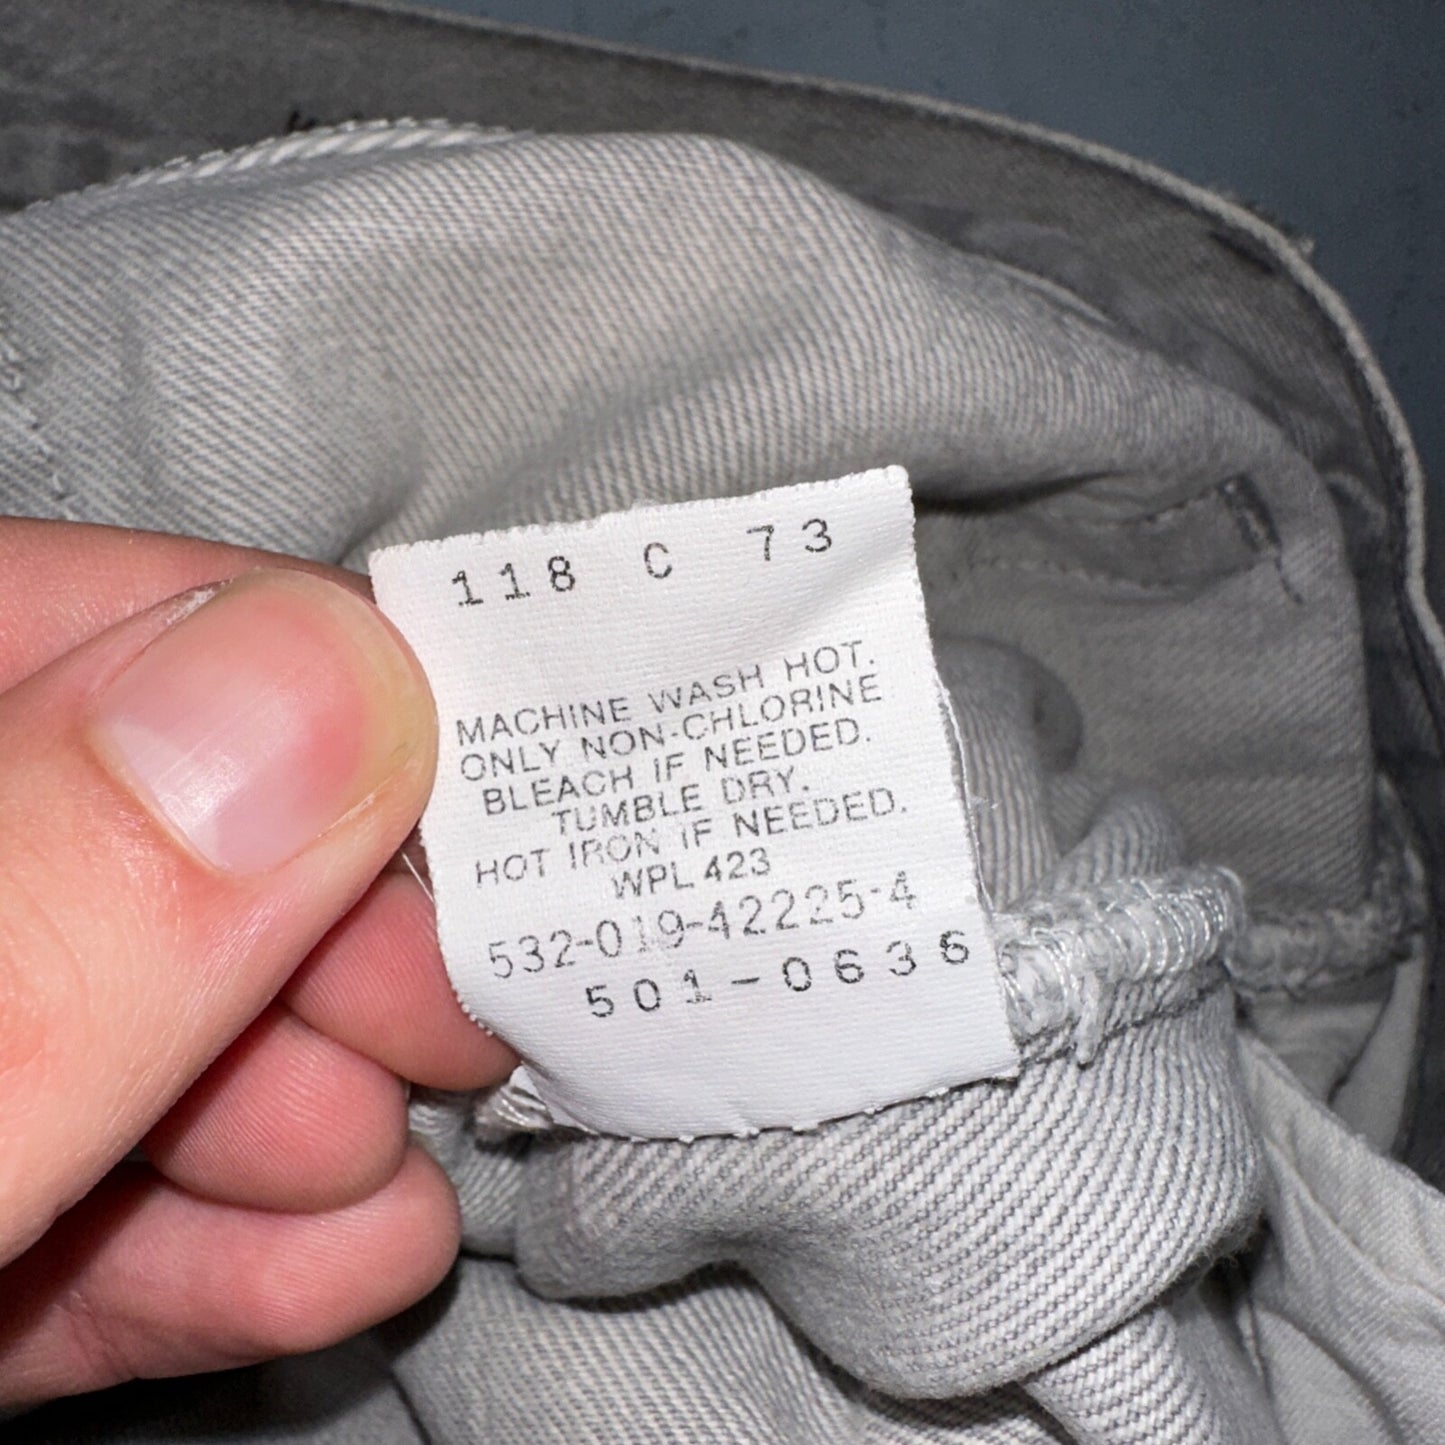 118 C 73
MACHINE WASH HOT.
ONLY NON-CHLORINE
BLEACH IF NEEDED.
TUMBLE DRY.
HOT IRON IF NEEDED.
WPL 423
532-019-42225-4
501-0636